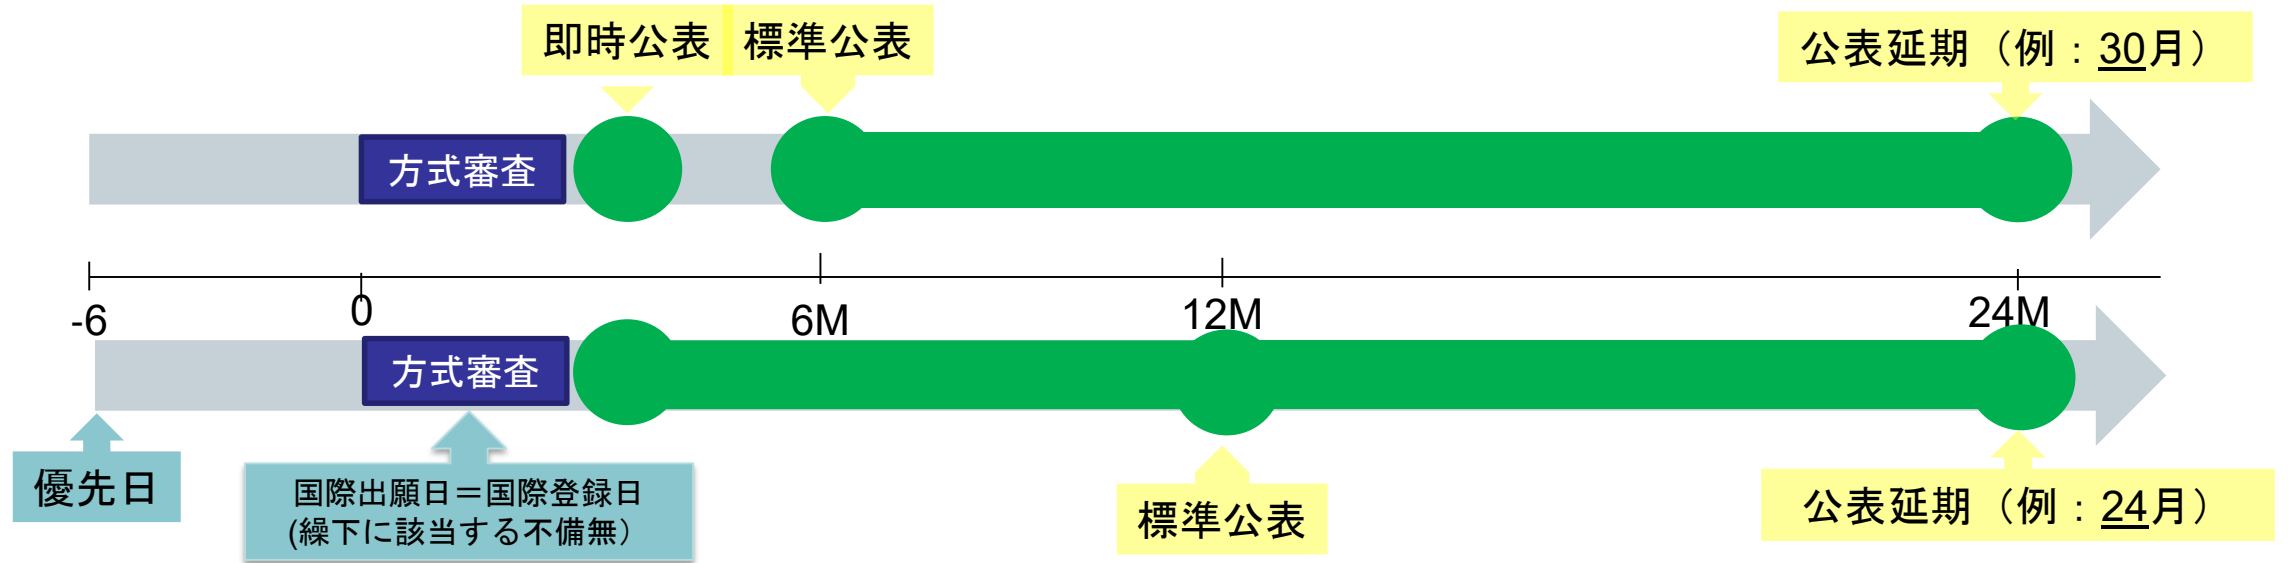 即時公表
標準公表
公表延期（例：30月）
方式審査
-6
0
6M
12M
24M
方式審査
優先日
国際出願日＝国際登録日
(繰下に該当する不備無）
標準公表
公表延期（例：24月）